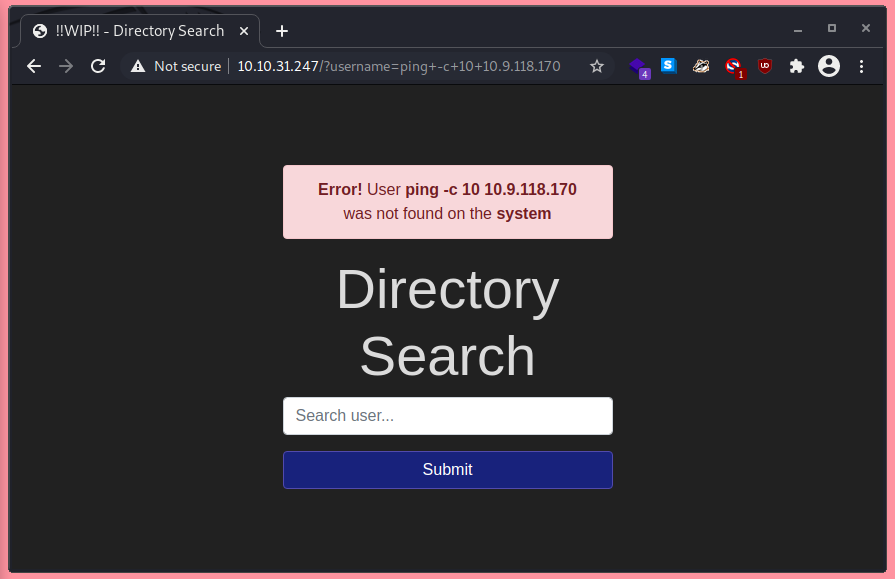 !!WIP!! - Directory Search
Not secure 10.10.31.247/?username=ping+-c+10+10.9.118.170
4
S
1
UD
Error! User ping -c 10 10.9.118.170
was not found on the system
Directory
Search
Search user...
Submit